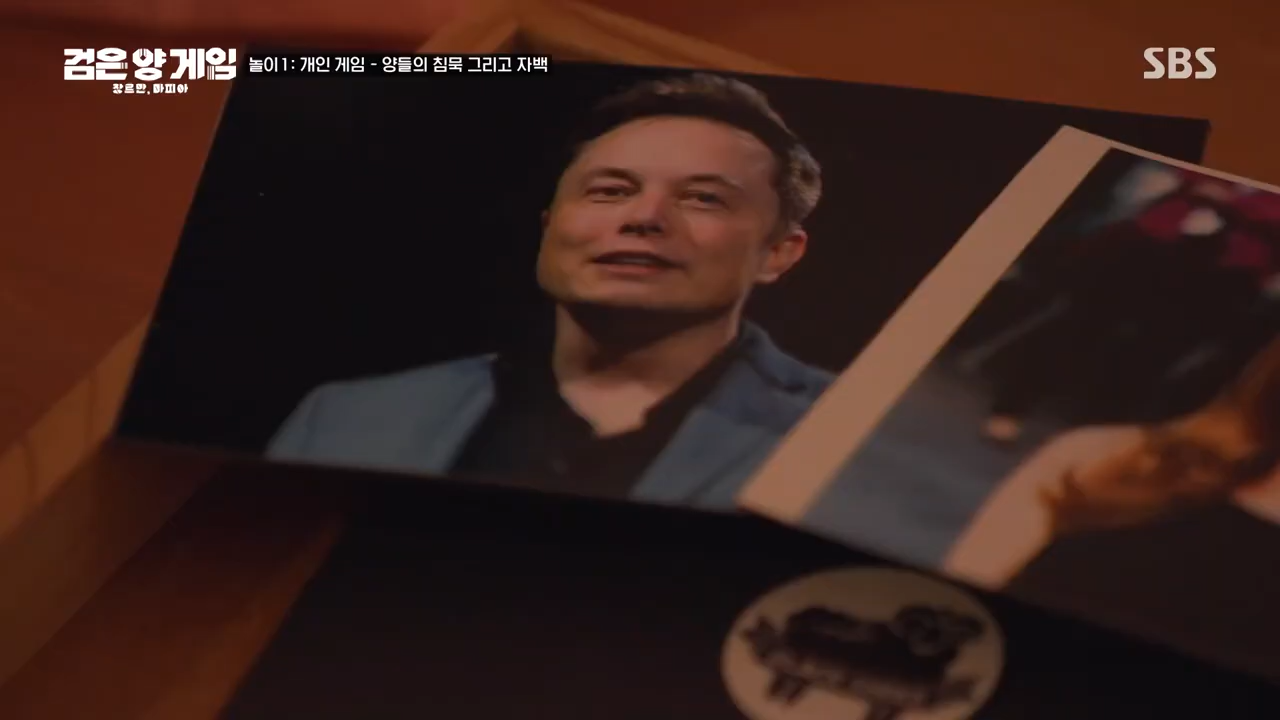 검은 양 게임
장르만, 마피아
놀이1: 개인 게임 - 양들의 침묵 그리고 자백
SBS